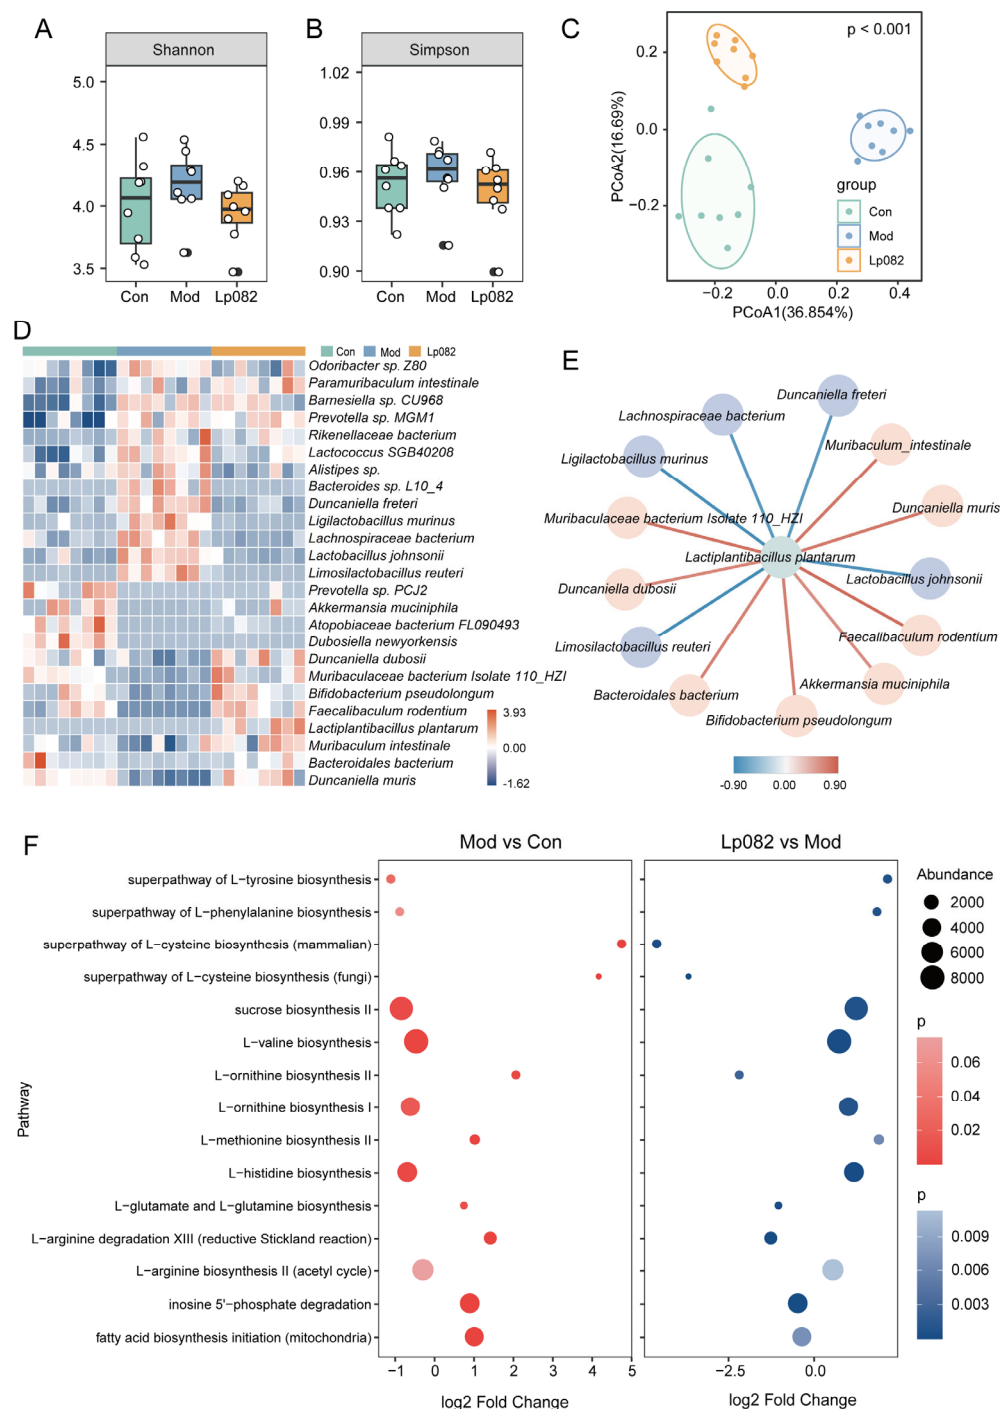 A
Shannon
5.0
4.5
4.0
3.5
Con
Mod
Lp082
B
Simpson
1.02
0.99
0.96
0.93
0.90
Con
Mod
Lp082
C
p < 0.001
PCoA2(16.69%)
0.2
0.0
−0.2
group
Con
Mod
Lp082
−0.2
0.0
0.2
0.4
PCoA1(36.854%)
D
Con
Mod
Lp082
Odoribacter sp. Z80
Paramuribaculum intestinale
Barnesiella sp. CU968
Prevotella sp. MGM1
Rikenellaceae bacterium
Lactococcus SGB40208
Alistipes sp.
Bacteroides sp. L10_4
Duncaniella freteri
Ligilactobacillus murinus
Lachnospiraceae bacterium
Lactobacillus johnsonii
Limosilactobacillus reuteri
Prevotella sp. PCJ2
Akkermansia muciniphila
Atopobiaceae bacterium FL090493
Dubosiella newyorkensis
Duncaniella dubosii
Muribaculaceae bacterium Isolate 110_HZI
Bifidobacterium pseudolongum
Faecalibaculum rodentium
Lactiplantibacillus plantarum
Muribaculum intestinale
Bacteroidales bacterium
Duncaniella muris
3.93
0.00
-1.62
E
Duncaniella freteri
Lachnospiraceae bacterium
Muribaculum_intestinale
Ligilactobacillus murinus
Duncaniella muris
Muribaculaceae bacterium Isolate 110_HZI
Lactiplantibacillus plantarum
Lactobacillus johnsonii
Duncaniella dubosii
Faecalibaculum rodentium
Limosilactobacillus reuteri
Akkermansia muciniphila
Bacteroidales bacterium
Bifidobacterium pseudolongum
-0.90
0.00
0.90
F
Mod vs Con
Lp082 vs Mod
Pathway
superpathway of L−tyrosine biosynthesis
superpathway of L−phenylalanine biosynthesis
superpathway of L−cysteine biosynthesis (mammalian)
superpathway of L−cysteine biosynthesis (fungi)
sucrose biosynthesis II
L−valine biosynthesis
L−ornithine biosynthesis II
L−ornithine biosynthesis I
L−methionine biosynthesis II
L−histidine biosynthesis
L−glutamate and L−glutamine biosynthesis
L−arginine degradation XIII (reductive Stickland reaction)
L−arginine biosynthesis II (acetyl cycle)
inosine 5'−phosphate degradation
fatty acid biosynthesis initiation (mitochondria)
−1
0
1
2
3
4
5
log2 Fold Change
−2.5
0.0
log2 Fold Change
Abundance
2000
4000
6000
8000
p
0.06
0.04
0.02
p
0.009
0.006
0.003